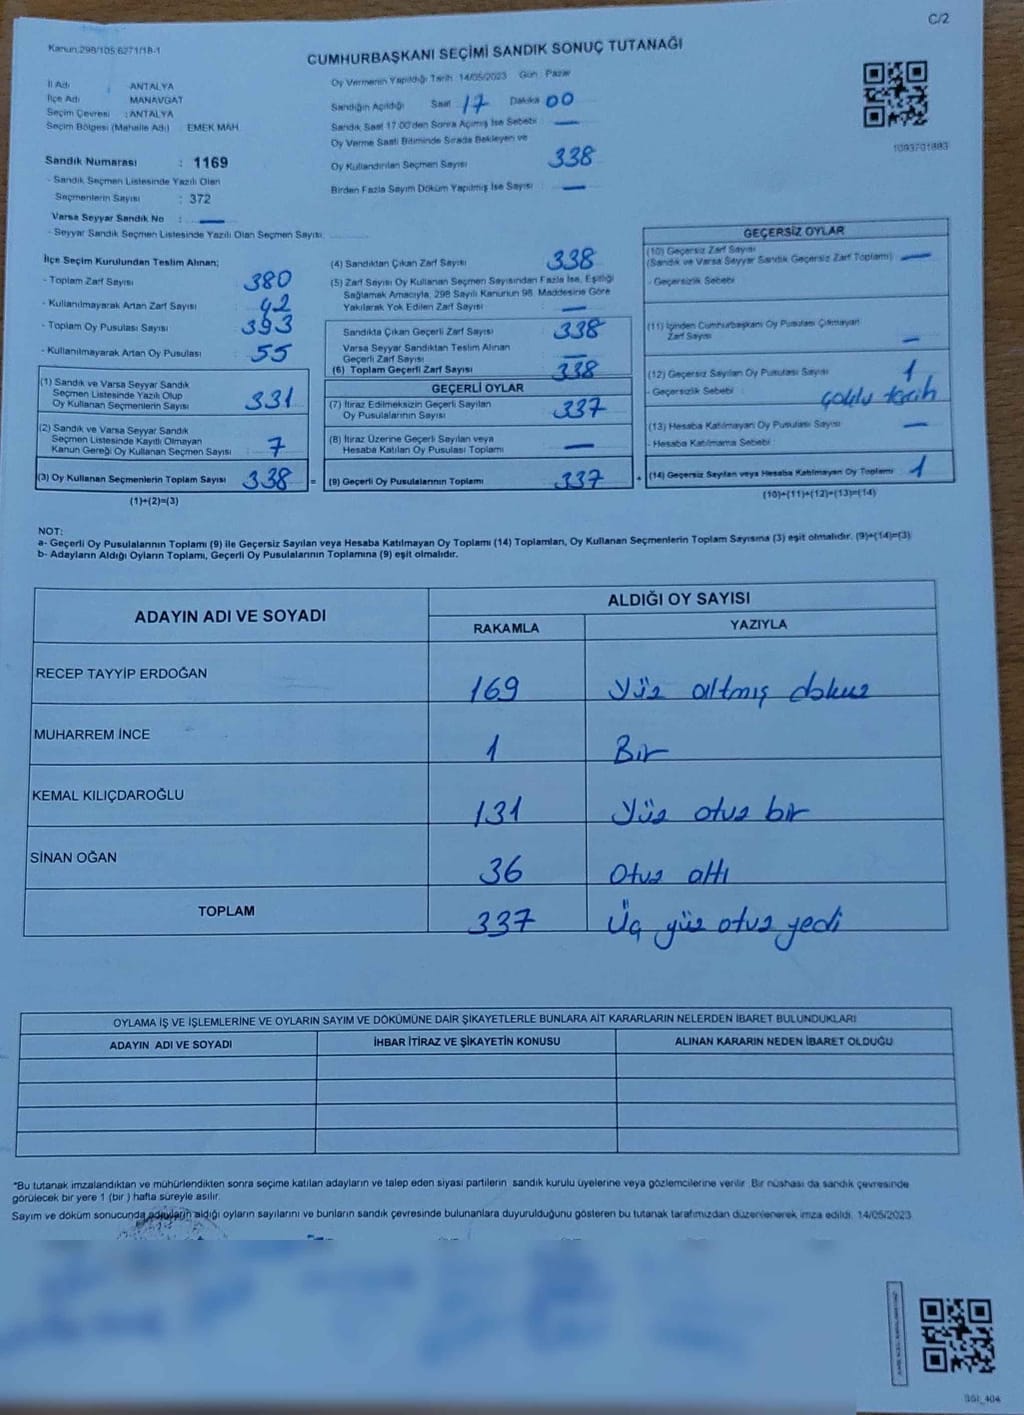 C/2
Kanun:298/105,6271/18-1
CUMHURBAŞKANI SEÇİMİ SANDIK SONUÇ TUTANAĞI
İl Adı : ANTALYA
İlçe Adı : MANAVGAT
Seçim Çevresi : ANTALYA
Seçim Bölgesi (Mahalle Adı) EMEK MAH.
Oy Vermenin Yapıldığı Tarih 14/05/2023 Gün : Pazar
Sandığın Açıldığı Saat 17 Dakika 00
Sandık Saat 17:00'den Sonra Açılmış İse Sebebi : —
Oy Verme Saati Bitiminde Sırada Bekleyen ve
Oy Kullandırılan Seçmen Sayısı 338
Birden Fazla Sayım Döküm Yapılmış İse Sayısı : —
1093701883
Sandık Numarası : 1169
- Sandık Seçmen Listesinde Yazılı Olan
Seçmenlerin Sayısı : 372
Varsa Seyyar Sandık No : —
- Seyyar Sandık Seçmen Listesinde Yazılı Olan Seçmen Sayısı:
İlçe Seçim Kurulundan Teslim Alınan;
- Toplam Zarf Sayısı : 380
- Kullanılmayarak Artan Zarf Sayısı : 42
- Toplam Oy Pusulası Sayısı : 393
- Kullanılmayarak Artan Oy Pusulası : 55
(1) Sandık ve Varsa Seyyar Sandık
Seçmen Listesinde Yazılı Olup
Oy Kullanan Seçmenlerin Sayısı : 331
(2) Sandık ve Varsa Seyyar Sandık
Seçmen Listesinde Kayıtlı Olmayan
Kanun Gereği Oy Kullanan Seçmen Sayısı : 7
(3) Oy Kullanan Seçmenlerin Toplam Sayısı : 338
(1)+(2)=(3)
(4) Sandıktan Çıkan Zarf Sayısı : 338
(5) Zarf Sayısı Oy Kullanan Seçmen Sayısından Fazla İse, Eşitliği
Sağlamak Amacıyla, 298 Sayılı Kanunun 98. Maddesine Göre
Yakılarak Yok Edilen Zarf Sayısı : —
Sandıkta Çıkan Geçerli Zarf Sayısı : 338
Varsa Seyyar Sandıktan Teslim Alınan
Geçerli Zarf Sayısı : —
(6) Toplam Geçerli Zarf Sayısı : 338
GEÇERLİ OYLAR
(7) İtiraz Edilmeksizin Geçerli Sayılan
Oy Pusulalarının Sayısı : 337
(8) İtiraz Üzerine Geçerli Sayılan veya
Hesaba Katılan Oy Pusulası Toplamı : —
= (9) Geçerli Oy Pusulalarının Toplamı : 337
GEÇERSİZ OYLAR
(10) Geçersiz Zarf Sayısı
(Sandık ve Varsa Seyyar Sandık Geçersiz Zarf Toplamı) : —
- Geçersizlik Sebebi
(11) İçinden Cumhurbaşkanı Oy Pusulası Çıkmayan
Zarf Sayısı : —
(12) Geçersiz Sayılan Oy Pusulası Sayısı : 1
- Geçersizlik Sebebi : çoklu tercih
(13) Hesaba Katılmayan Oy Pusulası Sayısı : —
- Hesaba Katılmama Sebebi
+ (14) Geçersiz Sayılan veya Hesaba Katılmayan Oy Toplamı : 1
(10)+(11)+(12)+(13)=(14)
NOT:
a- Geçerli Oy Pusulalarının Toplamı (9) ile Geçersiz Sayılan veya Hesaba Katılmayan Oy Toplamı (14) Toplamları, Oy Kullanan Seçmenlerin Toplam Sayısına (3) eşit olmalıdır. (9)+(14)=(3)
b- Adayların Aldığı Oyların Toplamı, Geçerli Oy Pusulalarının Toplamına (9) eşit olmalıdır.
ADAYIN ADI VE SOYADI ALDIĞI OY SAYISI
RAKAMLA YAZIYLA
RECEP TAYYİP ERDOĞAN 169 Yüz altmış dokuz
MUHARREM İNCE 1 Bir
KEMAL KILIÇDAROĞLU 131 Yüz otuz bir
SİNAN OĞAN 36 Otuz altı
TOPLAM 337 Üç yüz otuz yedi
OYLAMA İŞ VE İŞLEMLERİNE VE OYLARIN SAYIM VE DÖKÜMÜNE DAİR ŞİKAYETLERLE BUNLARA AİT KARARLARIN NELERDEN İBARET BULUNDUKLARI
ADAYIN ADI VE SOYADI İHBAR İTİRAZ VE ŞİKAYETİN KONUSU ALINAN KARARIN NEDEN İBARET OLDUĞU
*Bu tutanak imzalandıktan ve mühürlendikten sonra seçime katılan adayların ve talep eden siyasi partilerin sandık kurulu üyelerine veya gözlemcilerine verilir. Bir nüshası da sandık çevresinde
görülecek bir yere 1 (bir ) hafta süreyle asılır.
Sayım ve döküm sonucunda adayların aldığı oyların sayılarını ve bunların sandık çevresinde bulunanlara duyurulduğunu gösteren bu tutanak tarafımızdan düzenlenerek imza edildi. 14/05/2023